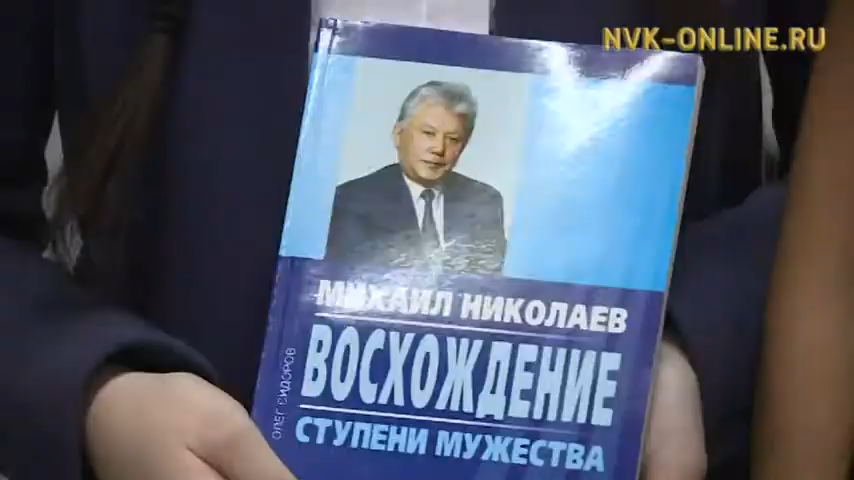 NVK-ONLINE.RU
МИХАИЛ НИКОЛАЕВ
ВОСХОЖДЕНИЕ
СТУПЕНИ МУЖЕСТВА
ОЛЕГ СИДОРОВ